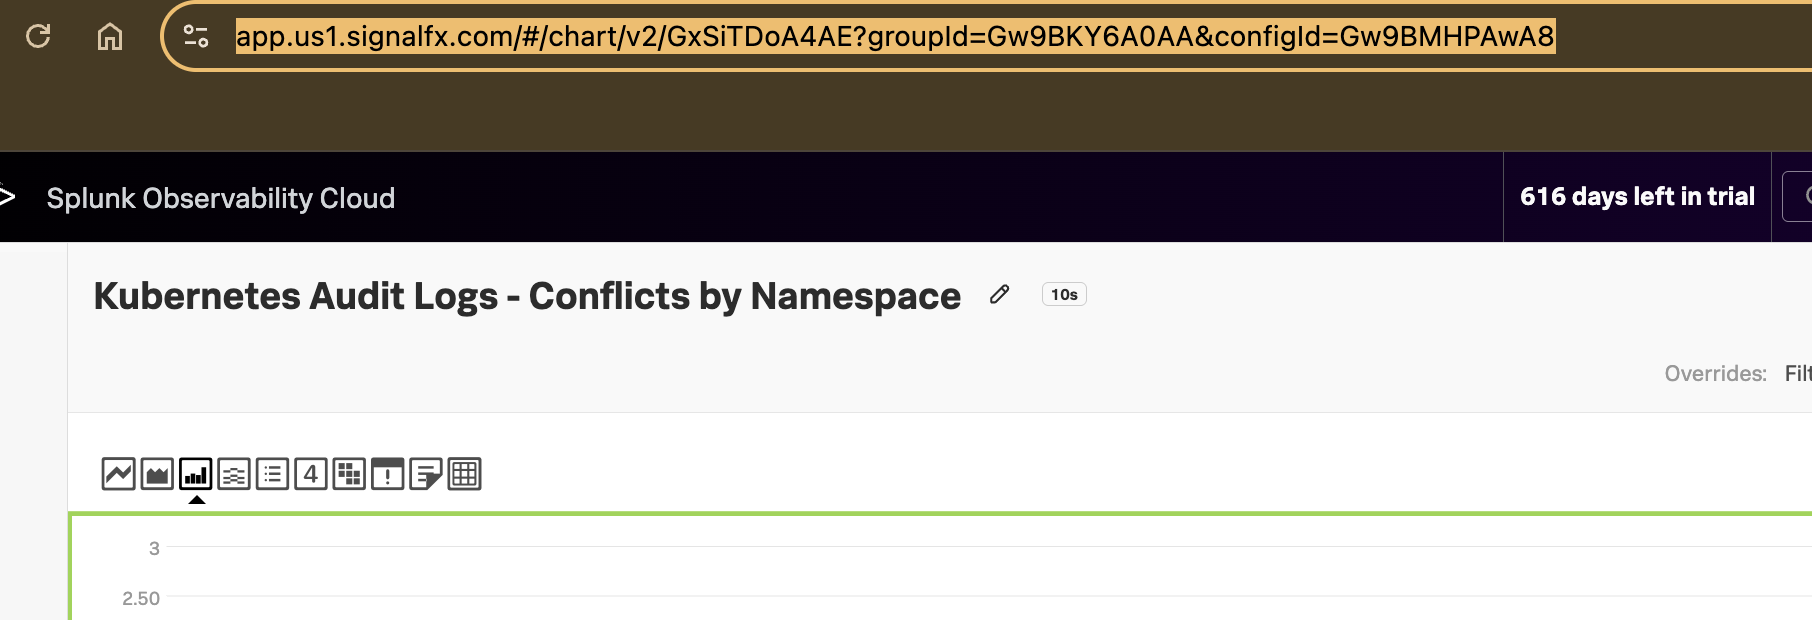 app.us1.signalfx.com/#/chart/v2/GxSiTDoA4AE?groupId=Gw9BKY6A0AA&configId=Gw9BMHPAwA8
Splunk Observability Cloud
616 days left in trial
Kubernetes Audit Logs - Conflicts by Namespace
10s
Overrides:
4
3
2.50